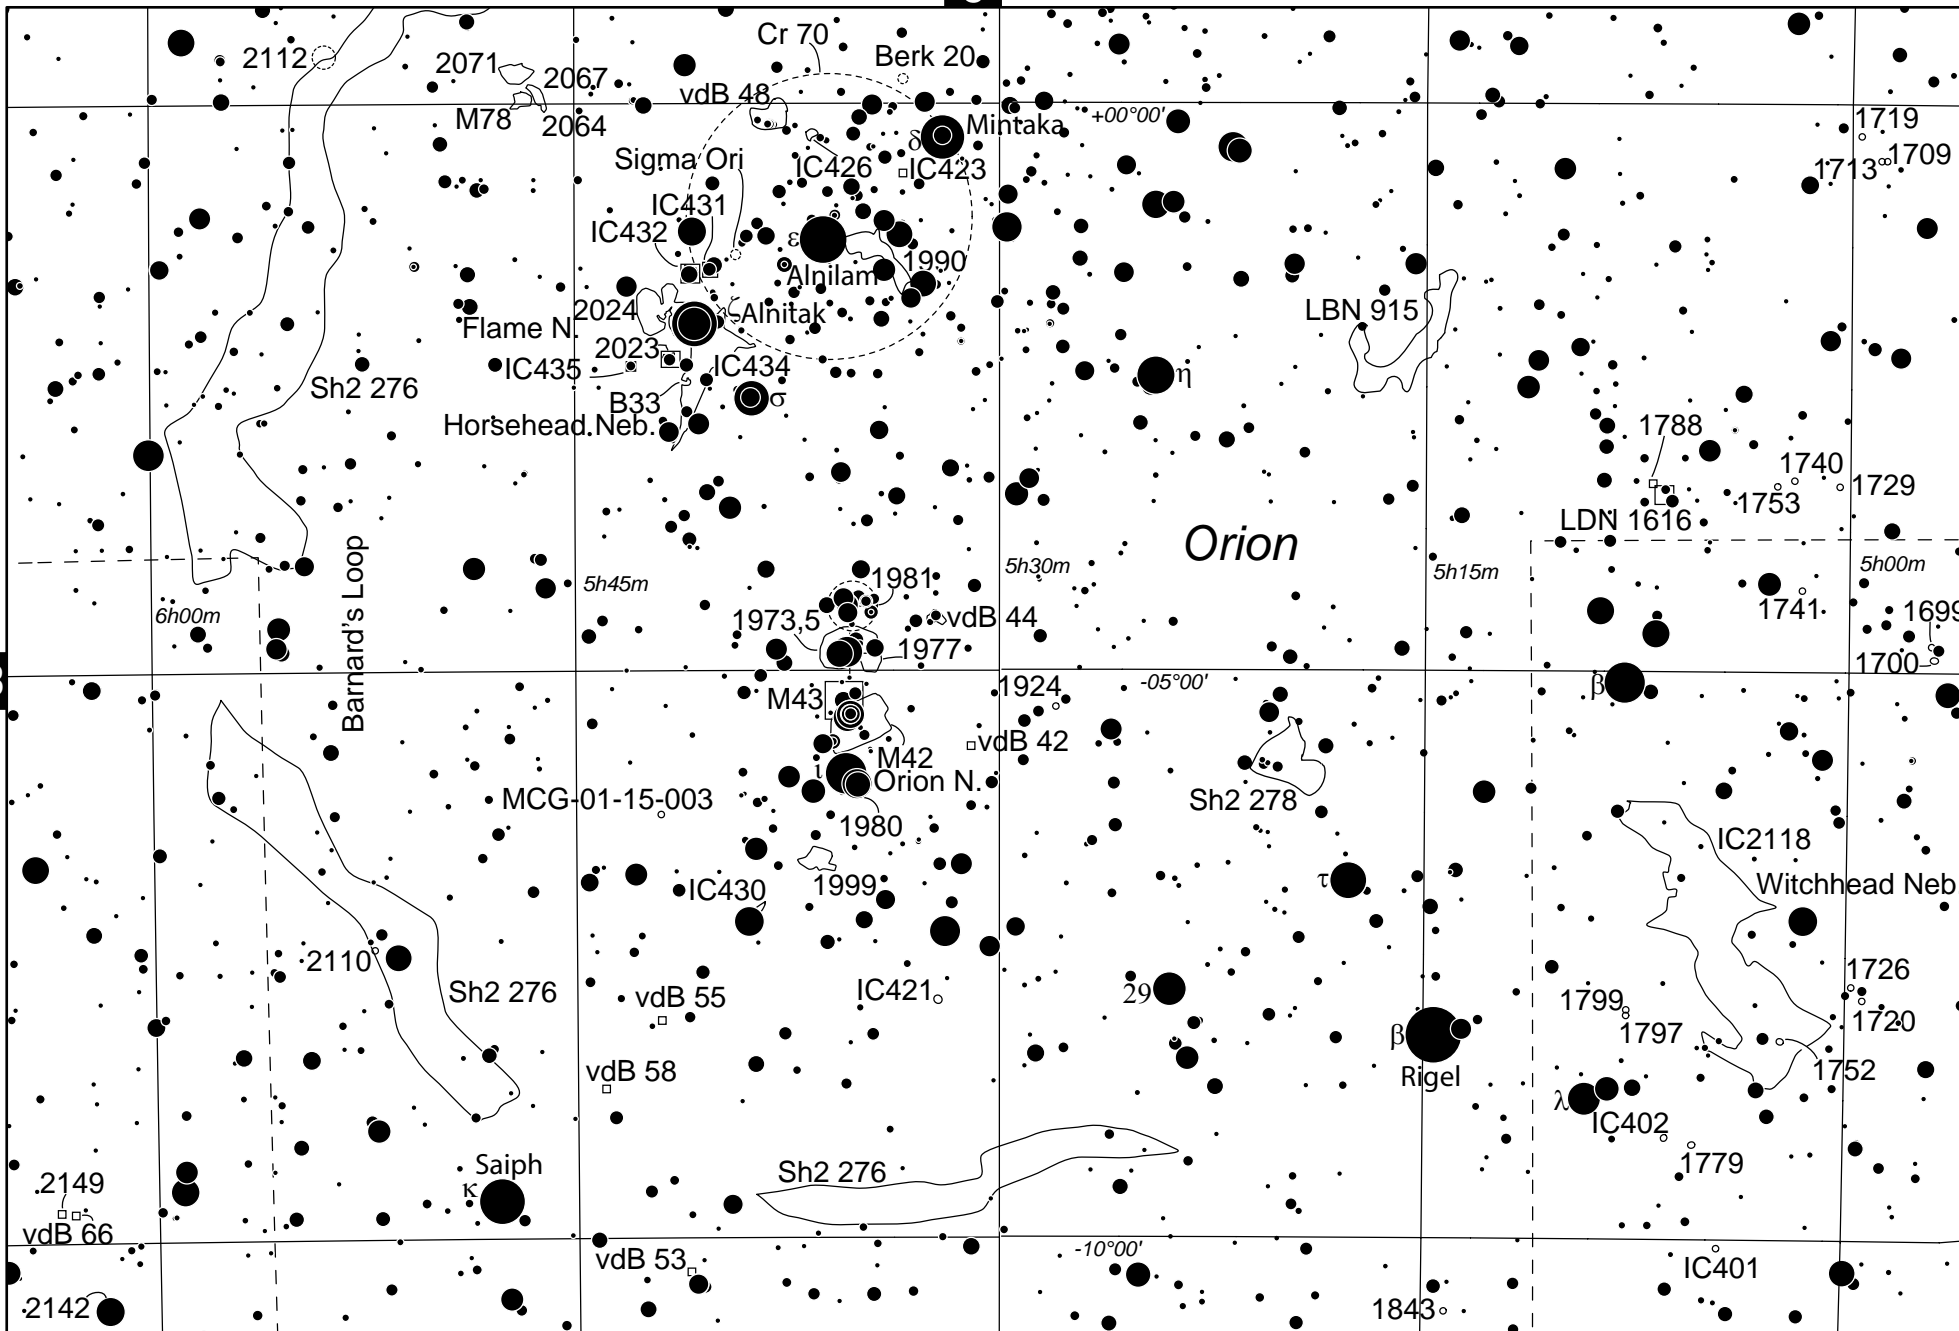 Cr 70
2112
2071
2067
Berk 20
vdB 48
M78
2064
Mintaka
+00°00'
1719
δ
Sigma Ori
IC426
IC423
1713
1709
IC431
IC432
ε
1990
Alnilam
2024
ζ
Alnitak
LBN 915
Flame N.
2023
IC435
IC434
η
Sh2 276
B33
σ
Horsehead Neb.
1788
1740
1753
1729
LDN 1616
Orion
5h45m
5h30m
5h15m
5h00m
1981
6h00m
Barnard's Loop
1973,5
vdB 44
1741
1699
1977
1700
-05°00'
1924
β
M43
vdB 42
M42
ι
Orion N.
MCG-01-15-003
Sh2 278
1980
IC2118
1999
IC430
τ
Witchhead Neb
2110
Sh2 276
vdB 55
IC421
29
1726
1799
1720
1797
β
vdB 58
Rigel
1752
λ
IC402
Saiph
κ
Sh2 276
1779
2149
vdB 66
-10°00'
vdB 53
IC401
2142
1843